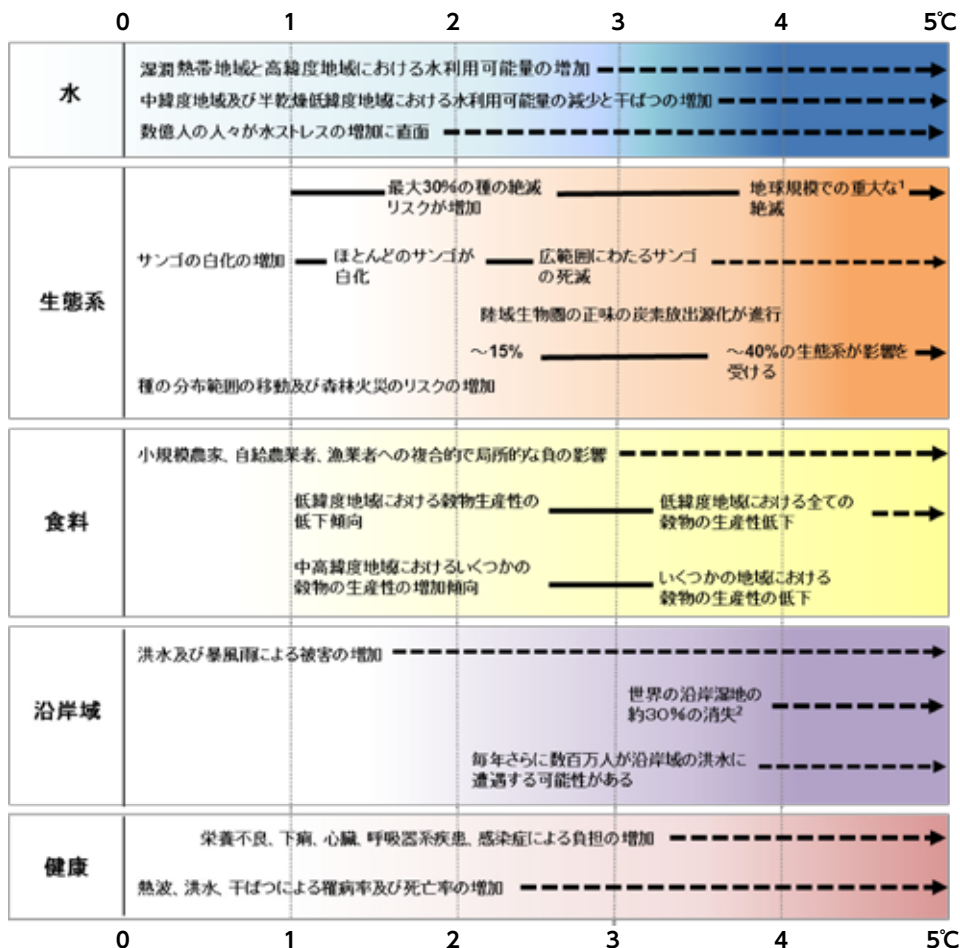 0 1 2 3 4 5℃
水
湿潤熱帯地域と高緯度地域における水利用可能量の増加
中緯度地域及び半乾燥低緯度地域における水利用可能量の減少と干ばつの増加
数億人の人々が水ストレスの増加に直面
生態系
最大30%の種の絶滅
リスクが増加
地球規模での重大な1
絶滅
サンゴの白化の増加
ほとんどのサンゴが
白化
広範囲にわたるサンゴ
の死滅
陸域生物圏の正味の炭素放出源化が進行
～15%
～40%の生態系が影響を
受ける
種の分布範囲の移動及び森林火災のリスクの増加
食料
小規模農家、自給農業者、漁業者への複合的で局所的な負の影響
低緯度地域における穀物生産性の
低下傾向
低緯度地域における全ての
穀物の生産性低下
中高緯度地域におけるいくつかの
穀物の生産性の増加傾向
いくつかの地域における
穀物の生産性の低下
沿岸域
洪水及び暴風雨による被害の増加
世界の沿岸湿地の
約30%の消失2
毎年さらに数百万人が沿岸域の洪水に
遭遇する可能性がある
健康
栄養不良、下痢、心臓、呼吸器系疾患、感染症による負担の増加
熱波、洪水、干ばつによる罹病率及び死亡率の増加
0 1 2 3 4 5℃